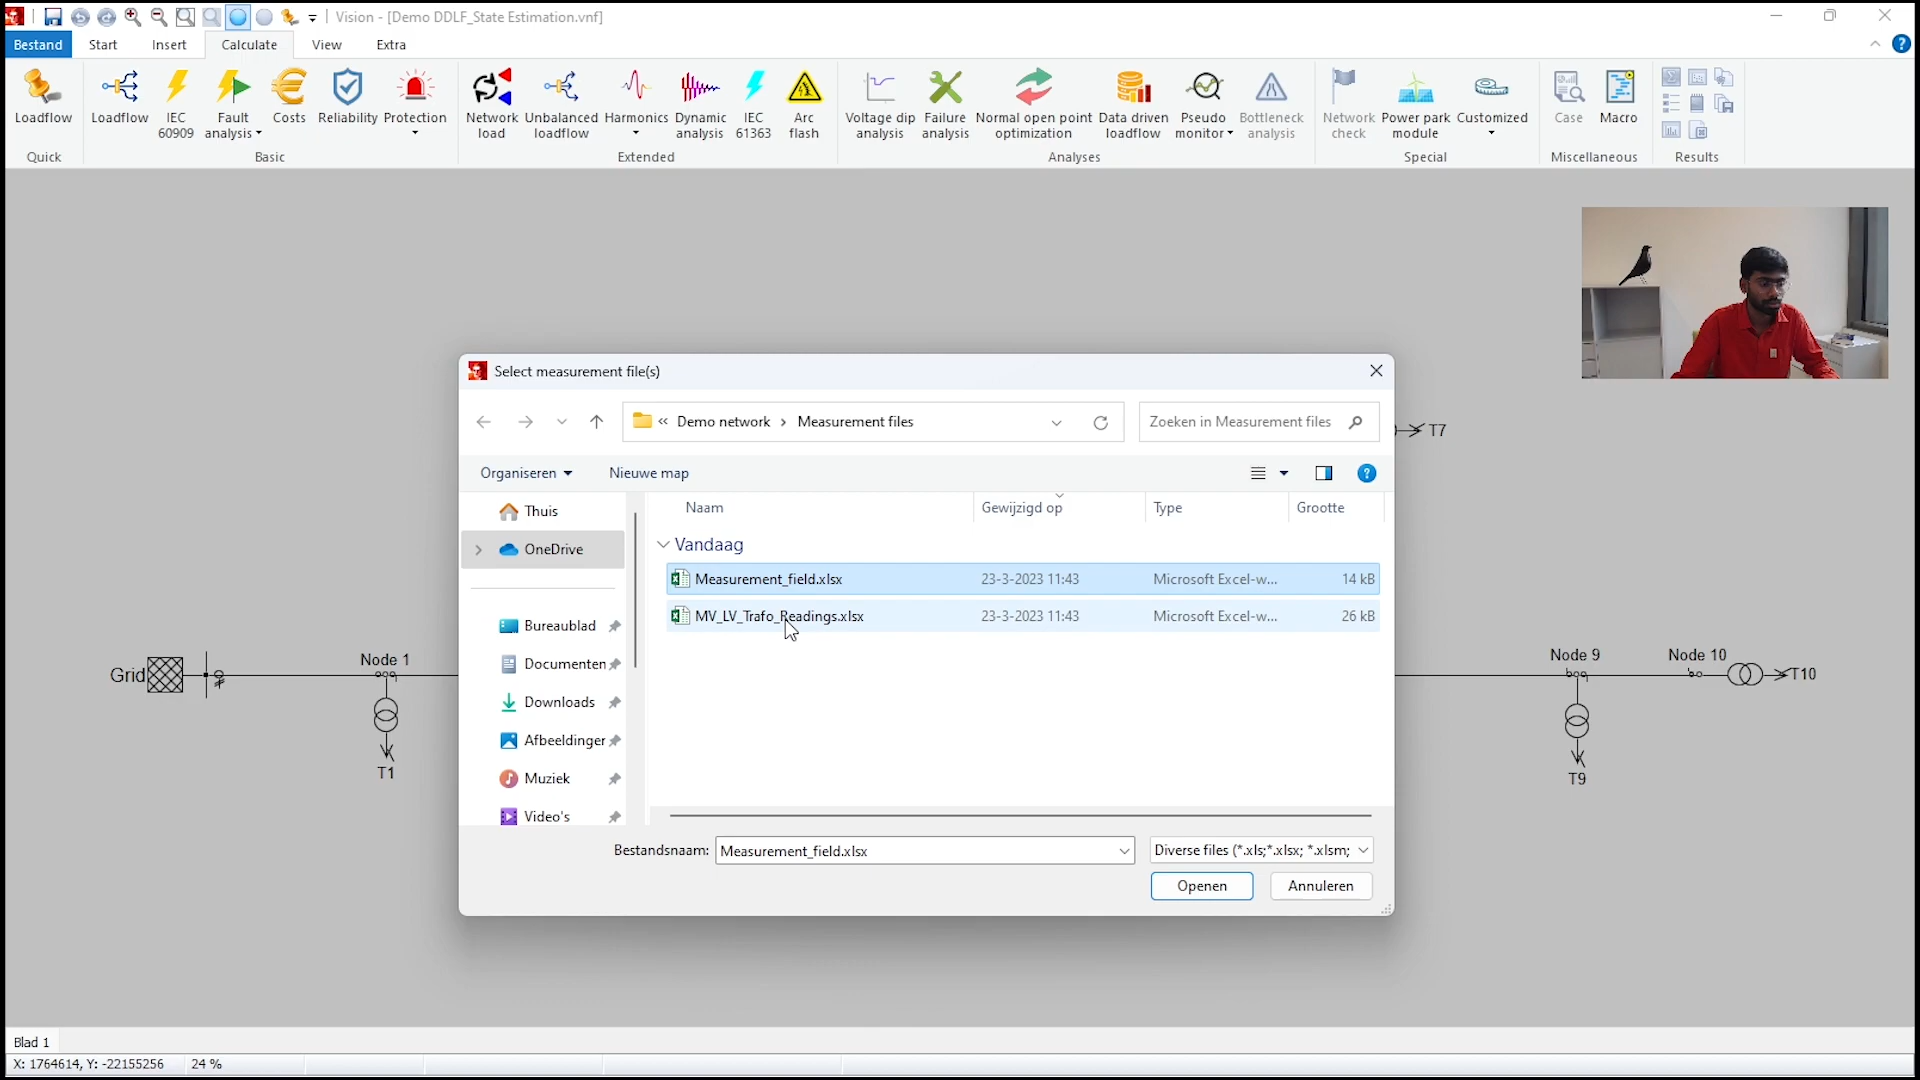 Vision - [Demo DDLF_State Estimation.vnf]
Bestand Start Insert Calculate View Extra
Loadflow
Quick
Loadflow
IEC
60909
Fault
analysis
Costs
Reliability
Protection
Basic
Network
load
Unbalanced
loadflow
Harmonics
Dynamic
analysis
IEC
61363
Arc
flash
Extended
Voltage dip
analysis
Failure
analysis
Normal open point
optimization
Data driven
loadflow
Pseudo
monitor
Bottleneck
analysis
Analyses
Network
check
Power park
module
Customized
Special
Case
Macro
Miscellaneous
Results
Select measurement file(s)
« Demo network > Measurement files
Zoeken in Measurement files
Organiseren
Nieuwe map
Thuis
OneDrive
Bureaublad
Documenten
Downloads
Afbeeldinger
Muziek
Video's
Naam Gewijzigd op Type Grootte
Vandaag
Measurement_field.xlsx 23-3-2023 11:43 Microsoft Excel-w... 14 kB
MV_LV_Trafo_Readings.xlsx 23-3-2023 11:43 Microsoft Excel-w... 26 kB
Bestandsnaam: Measurement_field.xlsx
Diverse files (*.xls;*.xlsx; *.xlsm;
Openen
Annuleren
Grid
Node 1
T1
T7
Node 9
T9
Node 10
T10
Blad 1
X: 1764614, Y: -22155256 24 %